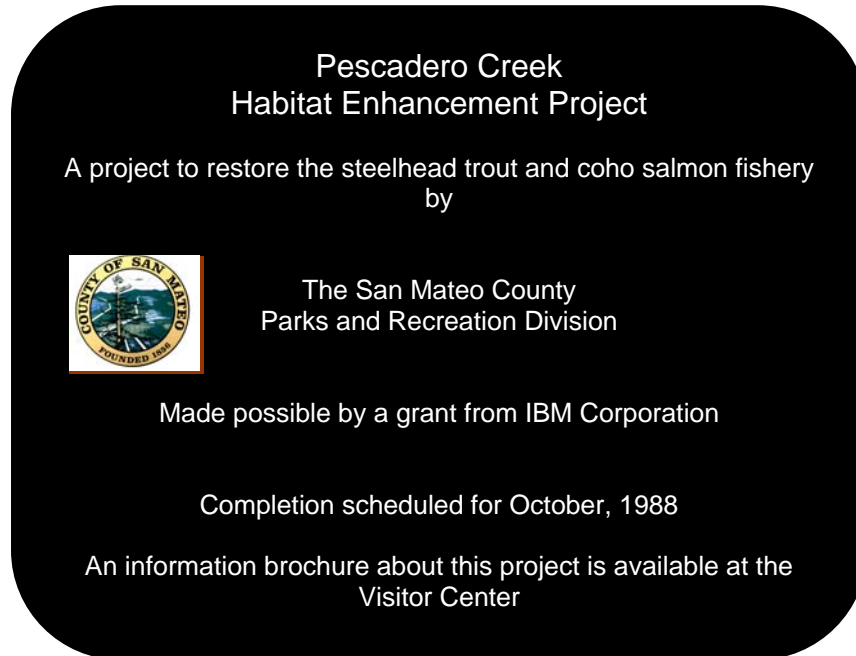 Pescadero Creek
Habitat Enhancement Project
A project to restore the steelhead trout and coho salmon fishery
by
COUNTY OF SAN MATEO
FOUNDED 1856
The San Mateo County
Parks and Recreation Division
Made possible by a grant from IBM Corporation
Completion scheduled for October, 1988
An information brochure about this project is available at the
Visitor Center